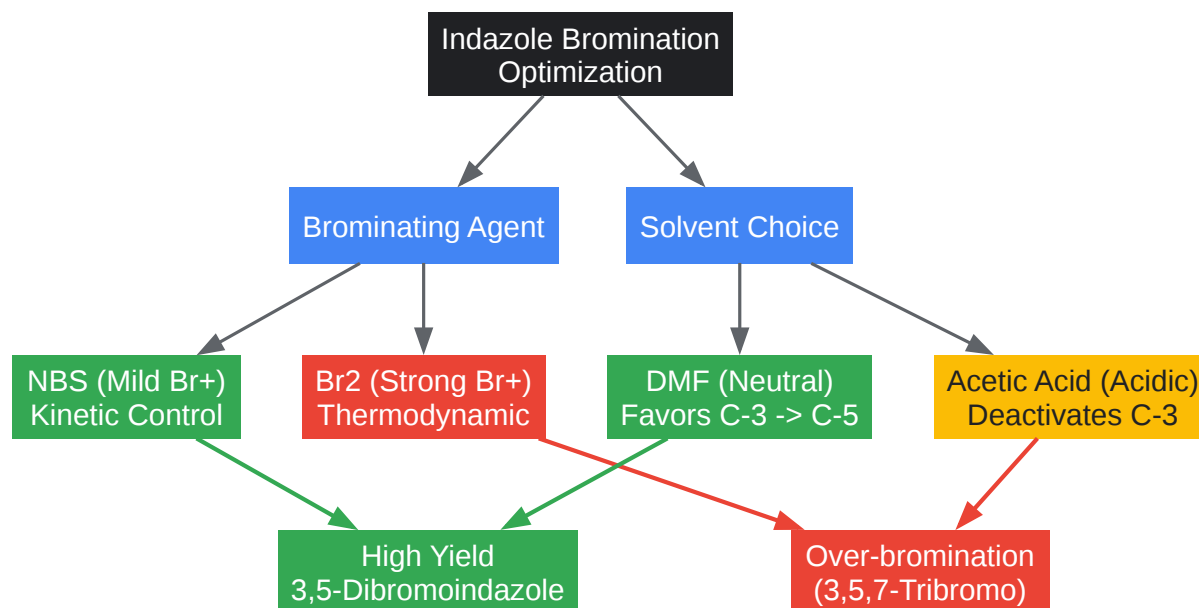 Indazole Bromination
Optimization
Brominating Agent
Solvent Choice
NBS (Mild Br+)
Kinetic Control
Br2 (Strong Br+)
Thermodynamic
DMF (Neutral)
Favors C-3 -> C-5
Acetic Acid (Acidic)
Deactivates C-3
High Yield
3,5-Dibromoindazole
Over-bromination
(3,5,7-Tribromo)